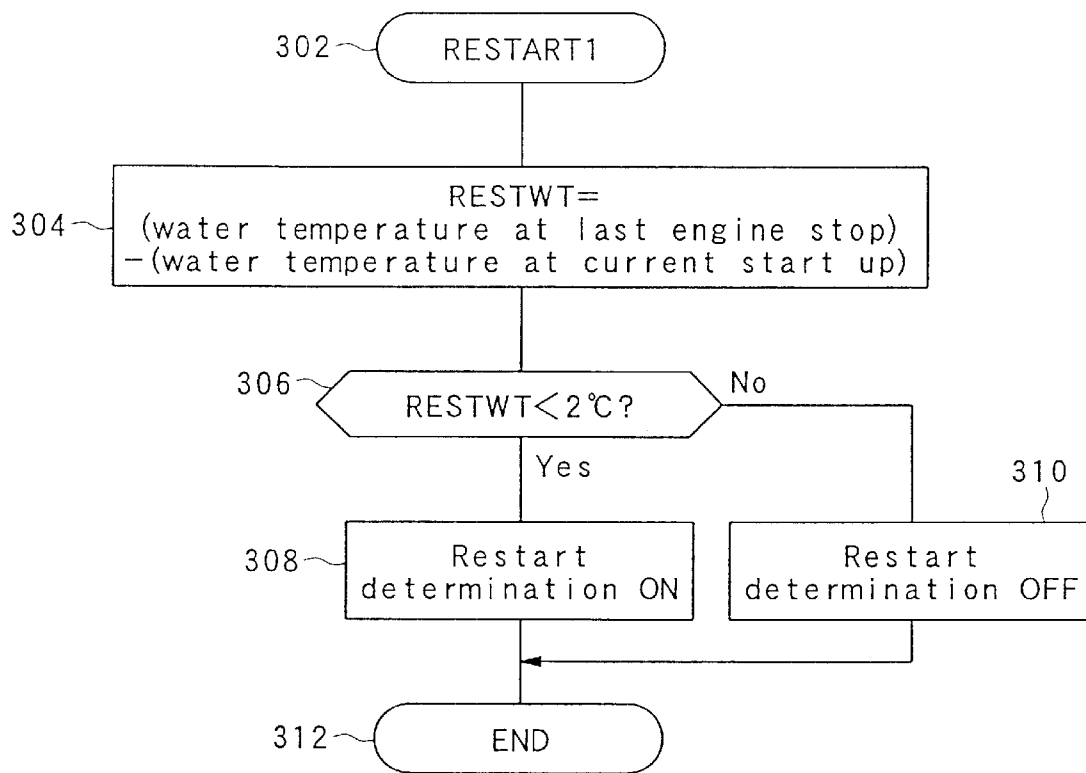 302
RESTART1
304
RESTWT=
(water temperature at last engine stop)
-(water temperature at current start up)
306
RESTWT<2℃?
No
Yes
308
Restart
determination ON
310
Restart
determination OFF
312
END